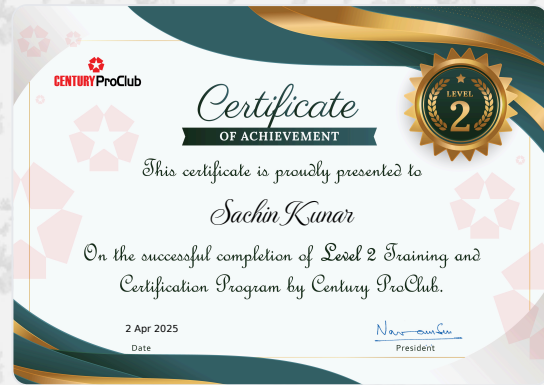 CENTURY ProClub
Certificate
OF ACHIEVEMENT
LEVEL
2
This certificate is proudly presented to
Sachin Kunar
On the successful completion of Level 2 Training and
Certification Program by Century ProClub.
2 Apr 2025
Date
President